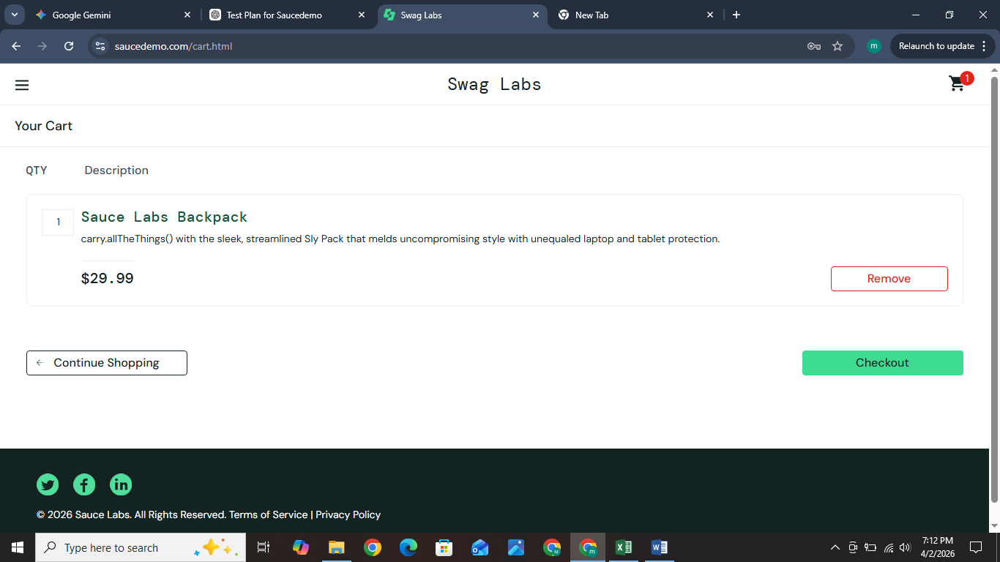 Google Gemini
Test Plan for Saucedemo
Swag Labs
New Tab
saucedemo.com/cart.html
m
Relaunch to update
Swag Labs
1
Your Cart
QTY
Description
1
Sauce Labs Backpack
carry.allTheThings() with the sleek, streamlined Sly Pack that melds uncompromising style with unequaled laptop and tablet protection.
$29.99
Remove
Continue Shopping
Checkout
© 2026 Sauce Labs. All Rights Reserved. Terms of Service | Privacy Policy
Type here to search
7:12 PM
4/2/2026